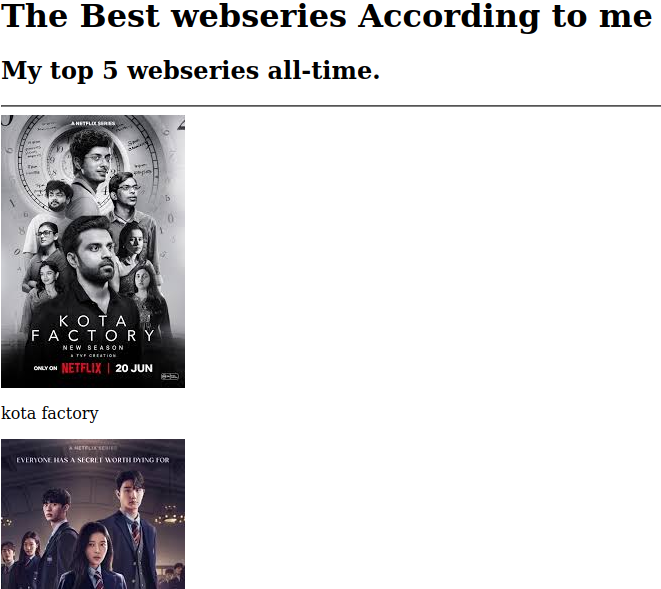 The Best webseries According to me
My top 5 webseries all-time.
A NETFLIX SERIES
KOTA
FACTORY
NEW SEASON
A TVF CREATION
ONLY ON NETFLIX | 20 JUN
kota factory
A NETFLIX SERIES
EVERYONE HAS A SECRET WORTH DYING FOR